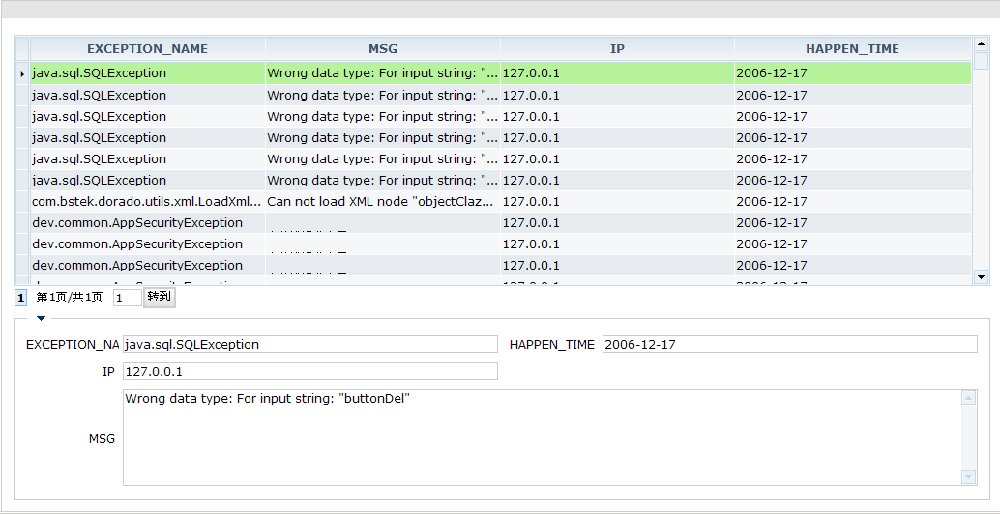 EXCEPTION_NAME MSG IP HAPPEN_TIME
java.sql.SQLException Wrong data type: For input string: "... 127.0.0.1 2006-12-17
java.sql.SQLException Wrong data type: For input string: "... 127.0.0.1 2006-12-17
java.sql.SQLException Wrong data type: For input string: "... 127.0.0.1 2006-12-17
java.sql.SQLException Wrong data type: For input string: "... 127.0.0.1 2006-12-17
java.sql.SQLException Wrong data type: For input string: "... 127.0.0.1 2006-12-17
java.sql.SQLException Wrong data type: For input string: "... 127.0.0.1 2006-12-17
com.bstek.dorado.utils.xml.LoadXml... Can not load XML node "objectClaz... 127.0.0.1 2006-12-17
dev.common.AppSecurityException 127.0.0.1 2006-12-17
dev.common.AppSecurityException 127.0.0.1 2006-12-17
dev.common.AppSecurityException 127.0.0.1 2006-12-17
1 第1页/共1页 1 转到
EXCEPTION_NA java.sql.SQLException HAPPEN_TIME 2006-12-17
IP 127.0.0.1
MSG Wrong data type: For input string: "buttonDel"